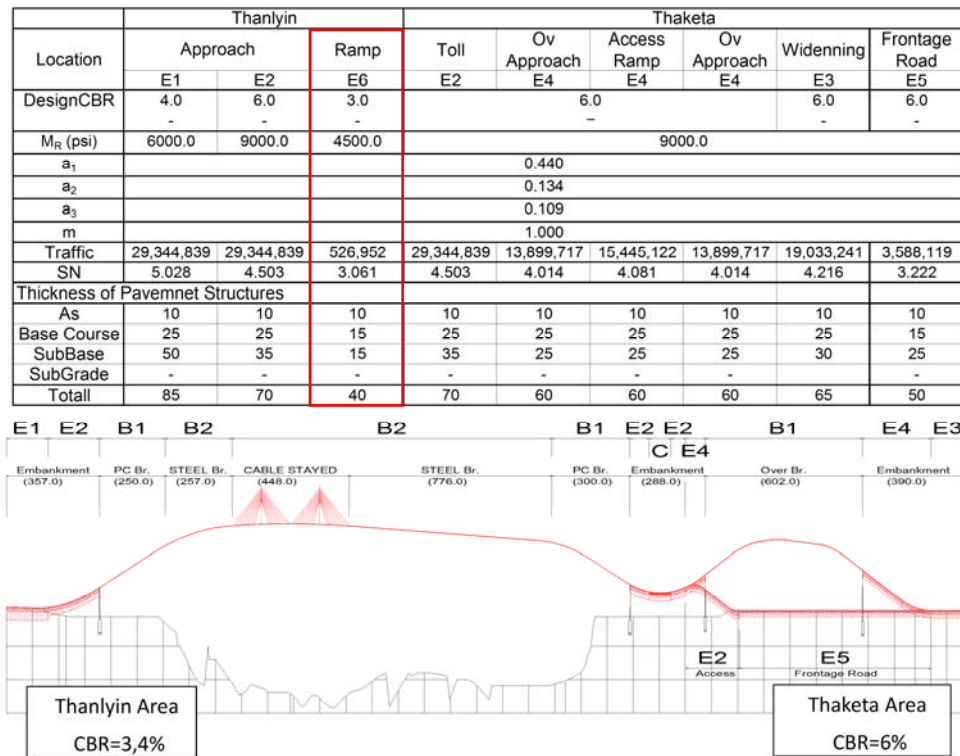 Thanlyin Thaketa
Location Approach Ramp Toll Ov Approach Access Ramp Ov Approach Widenning Frontage Road
E1 E2 E6 E2 E4 E4 E4 E3 E5
DesignCBR 4.0 6.0 3.0 6.0 6.0 6.0
- - - – - -
MR (psi) 6000.0 9000.0 4500.0 9000.0
a1 0.440
a2 0.134
a3 0.109
m 1.000
Traffic 29,344,839 29,344,839 526,952 29,344,839 13,899,717 15,445,122 13,899,717 19,033,241 3,588,119
SN 5.028 4.503 3.061 4.503 4.014 4.081 4.014 4.216 3.222
Thickness of Pavemnet Structures
As 10 10 10 10 10 10 10 10 10
Base Course 25 25 15 25 25 25 25 25 15
SubBase 50 35 15 35 25 25 25 30 25
SubGrade - - - - - - - -
Totall 85 70 40 70 60 60 60 65 50
E1 E2 B1 B2 B2 B1 E2 E2 B1 E4 E3
C E4
Embankment PC Br. STEEL Br. CABLE STAYED STEEL Br. PC Br. Embankment Over Br. Embankment
(357.0) (250.0) (257.0) (448.0) (776.0) (300.0) (288.0) (602.0) (390.0)
E2 E5
Access Frontage Road
Thanlyin Area
CBR=3,4%
Thaketa Area
CBR=6%